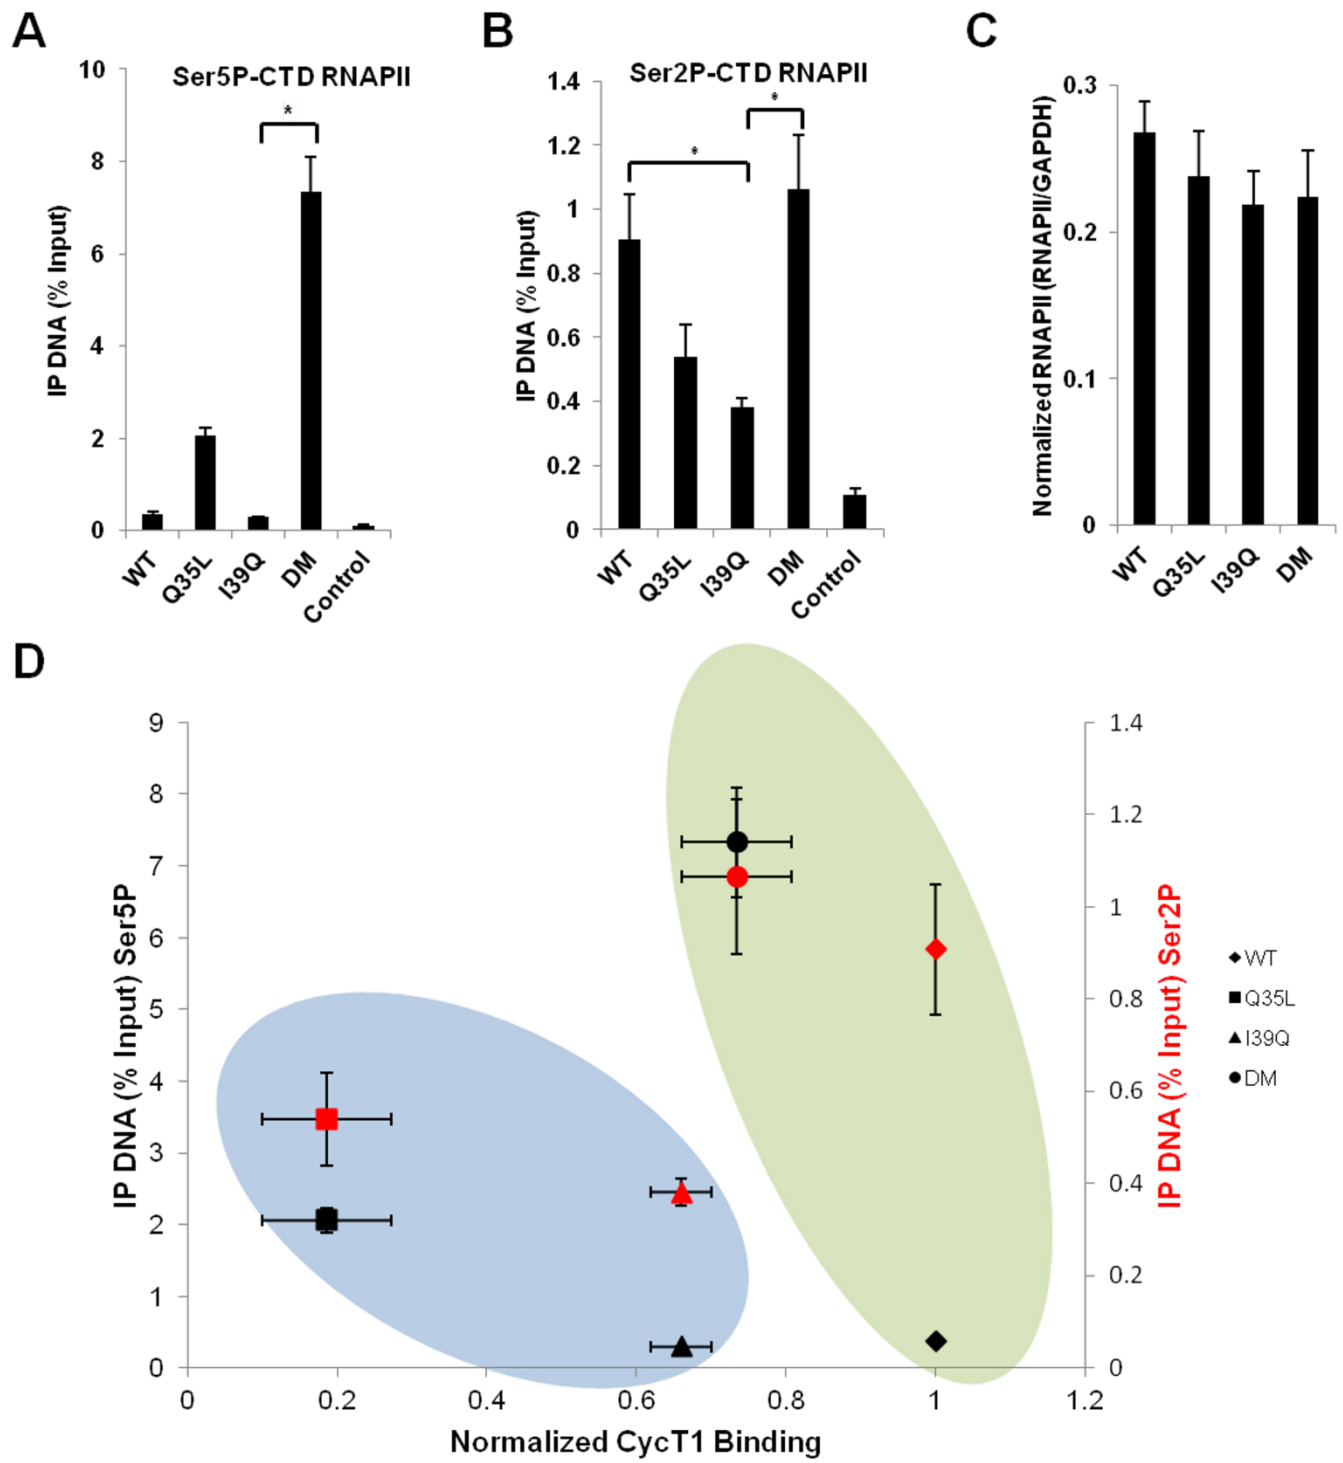 A
Ser5P-CTD RNAPII
*
10
8
6
4
2
0
IP DNA (% Input)
WT
Q35L
I39Q
DM
Control
B
Ser2P-CTD RNAPII
*
*
1.4
1.2
1
0.8
0.6
0.4
0.2
0
IP DNA (% Input)
WT
Q35L
I39Q
DM
Control
C
0.3
0.2
0.1
0
Normalized RNAPII (RNAPII/GAPDH)
WT
Q35L
I39Q
DM
D
9
8
7
6
5
4
3
2
1
0
IP DNA (% Input) Ser5P
0
0.2
0.4
0.6
0.8
1
1.2
Normalized CycT1 Binding
1.4
1.2
1
0.8
0.6
0.4
0.2
0
IP DNA (% Input) Ser2P
WT
Q35L
I39Q
DM